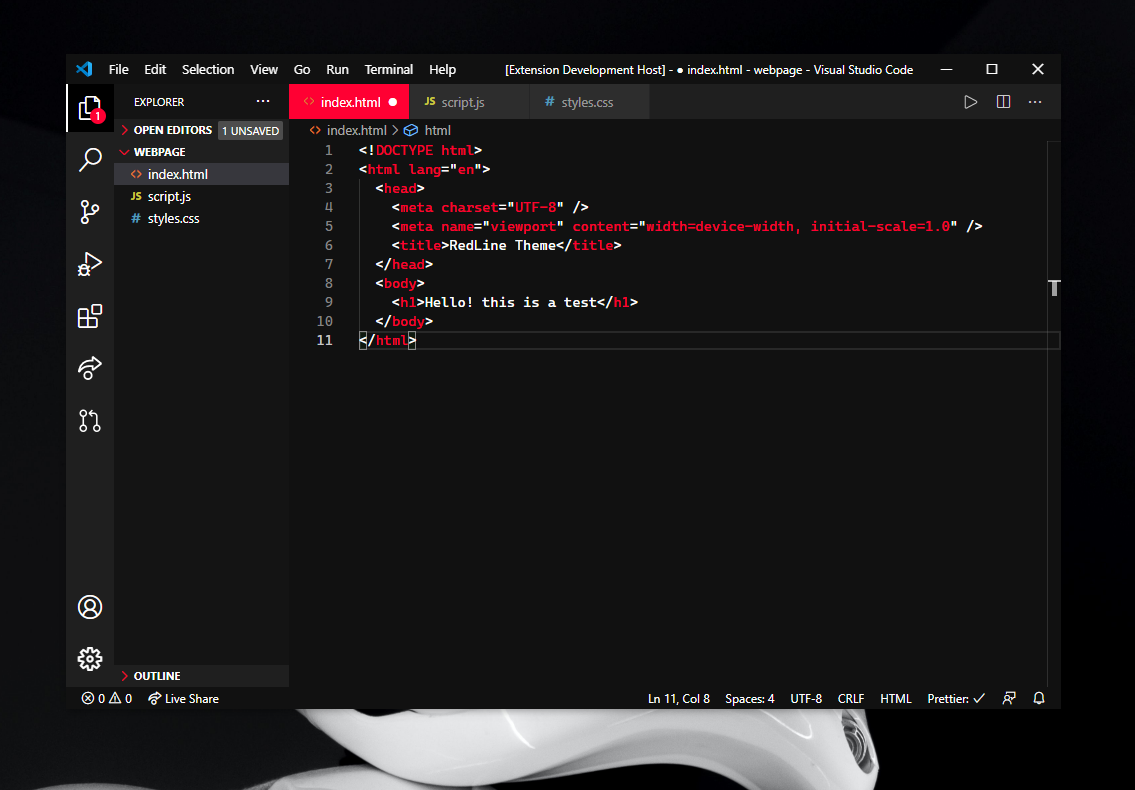 File Edit Selection View Go Run Terminal Help [Extension Development Host] - ● index.html - webpage - Visual Studio Code
EXPLORER ···
1
OPEN EDITORS 1 UNSAVED
WEBPAGE
<> index.html
JS script.js
# styles.css
OUTLINE
<> index.html ● JS script.js # styles.css ···
<> index.html > html
1 <!DOCTYPE html>
2 <html lang="en">
3 <head>
4 <meta charset="UTF-8" />
5 <meta name="viewport" content="width=device-width, initial-scale=1.0" />
6 <title>RedLine Theme</title>
7 </head>
8 <body>
9 <h1>Hello! this is a test</h1>
10 </body>
11 </html>
0 0 Live Share Ln 11, Col 8 Spaces: 4 UTF-8 CRLF HTML Prettier: ✓